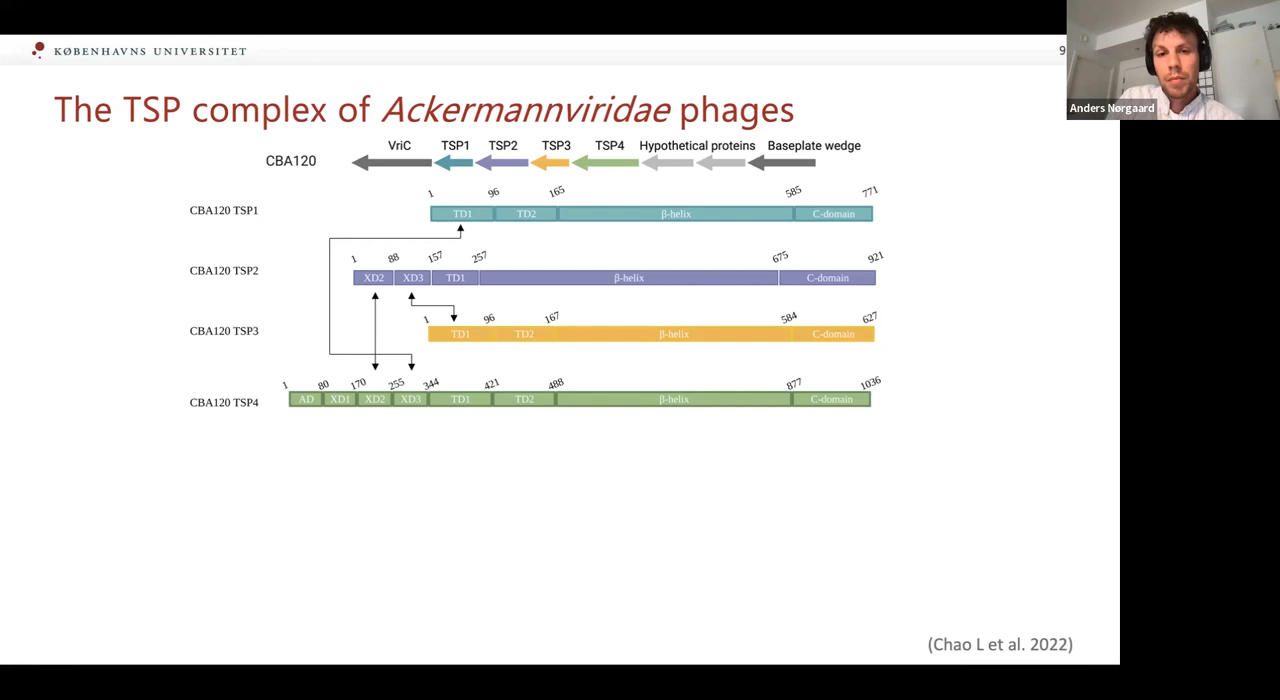 KØBENHAVNS UNIVERSITET
9
Anders Nørgaard
The TSP complex of Ackermannviridae phages
VriC TSP1 TSP2 TSP3 TSP4 Hypothetical proteins Baseplate wedge
CBA120
1 96 165 585 771
CBA120 TSP1 TD1 TD2 β-helix C-domain
1 88 157 257 675 921
CBA120 TSP2 XD2 XD3 TD1 β-helix C-domain
1 96 167 584 627
CBA120 TSP3 TD1 TD2 β-helix C-domain
1 80 170 255 344 421 488 877 1036
CBA120 TSP4 AD XD1 XD2 XD3 TD1 TD2 β-helix C-domain
(Chao L et al. 2022)